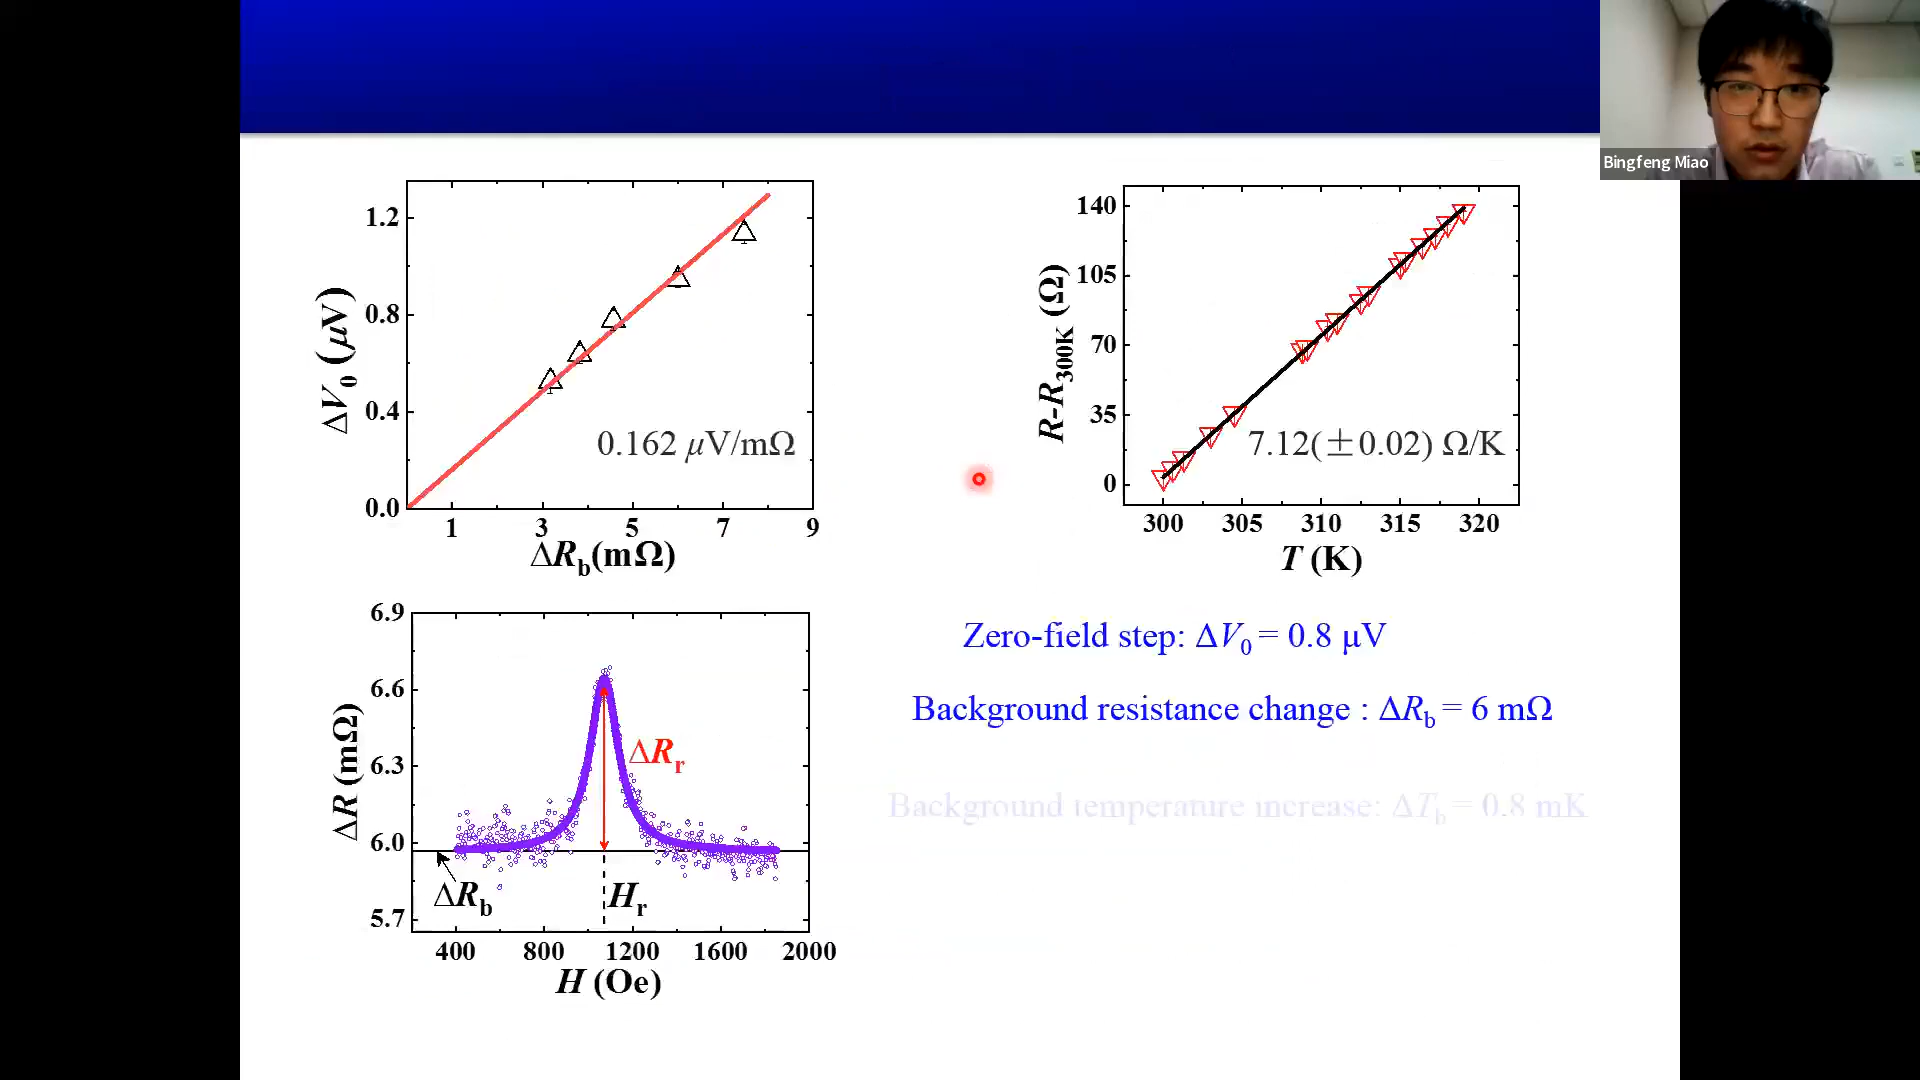 Bingfeng Miao
1.2
0.8
0.4
0.0
ΔV0 (μV)
0.162 μV/mΩ
1 3 5 7 9
ΔRb(mΩ)
140
105
70
35
0
R-R300K (Ω)
7.12(±0.02) Ω/K
300 305 310 315 320
T (K)
6.9
6.6
6.3
6.0
5.7
ΔR (mΩ)
ΔRr
ΔRb
Hr
400 800 1200 1600 2000
H (Oe)
Zero-field step: ΔV0 = 0.8 μV
Background resistance change : ΔRb = 6 mΩ
Background temperature increase: ΔTb = 0.8 mK